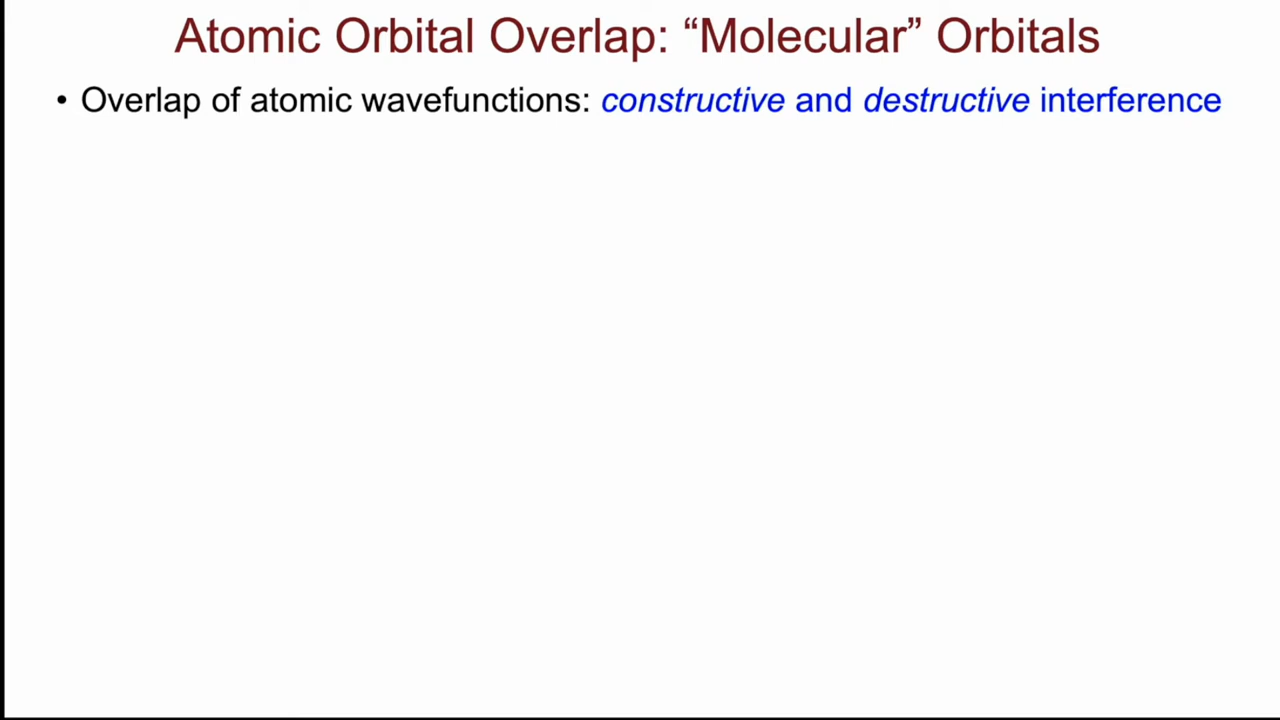 Atomic Orbital Overlap: “Molecular” Orbitals
• Overlap of atomic wavefunctions: constructive and destructive interference